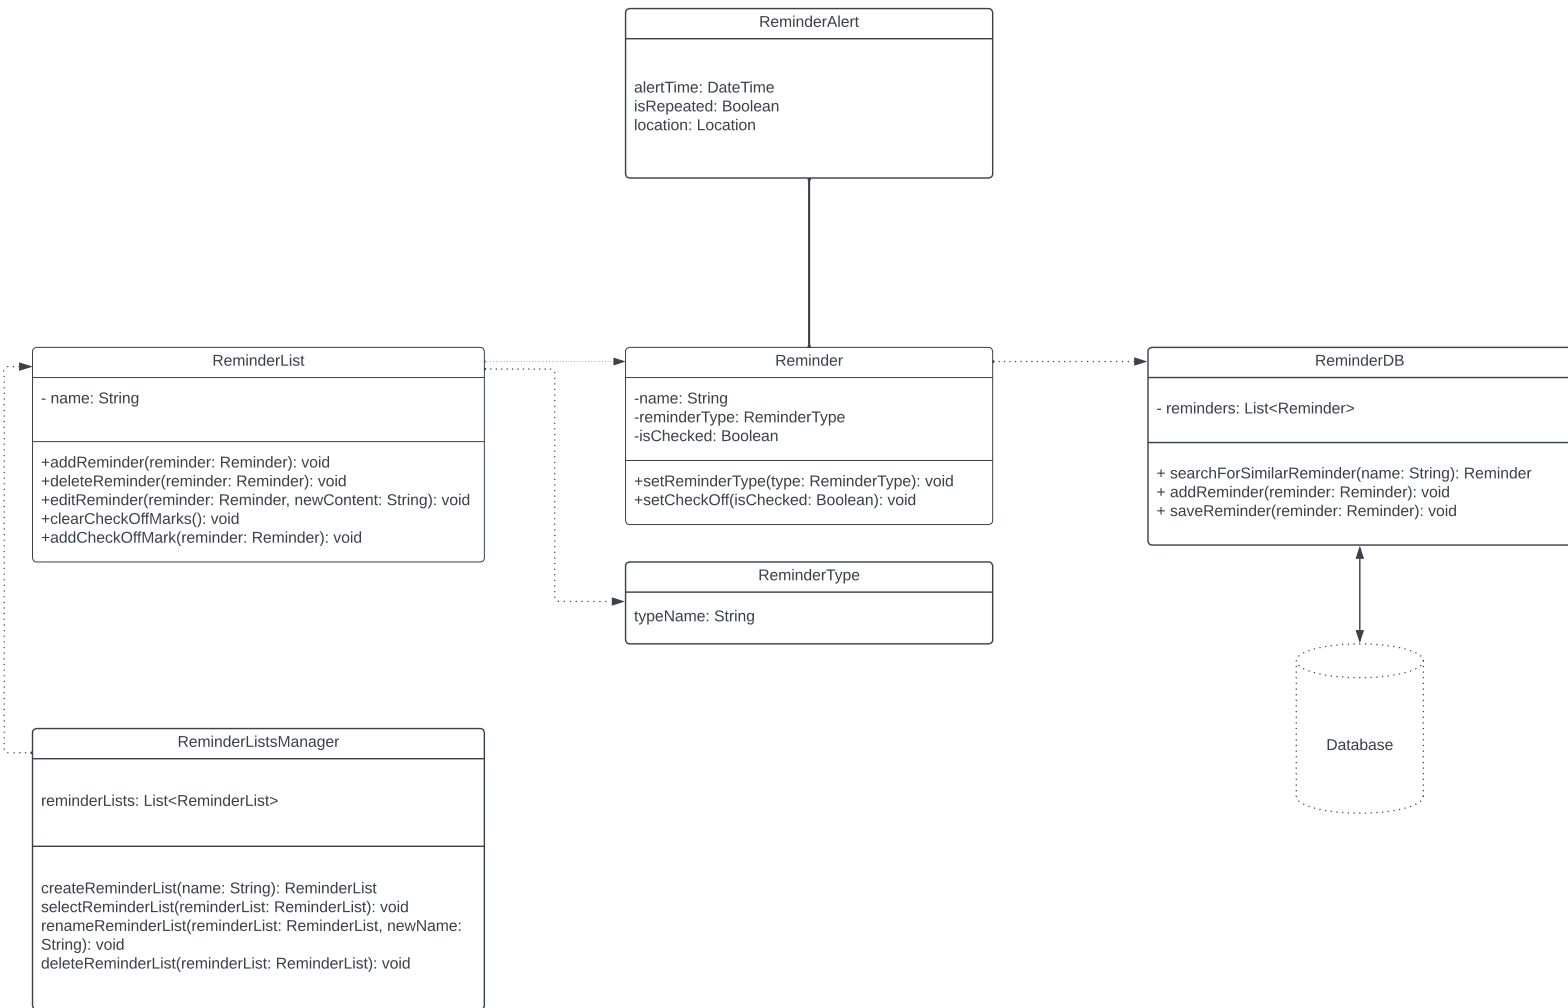 ReminderAlert
alertTime: DateTime
isRepeated: Boolean
location: Location
ReminderList
- name: String
+addReminder(reminder: Reminder): void
+deleteReminder(reminder: Reminder): void
+editReminder(reminder: Reminder, newContent: String): void
+clearCheckOffMarks(): void
+addCheckOffMark(reminder: Reminder): void
Reminder
-name: String
-reminderType: ReminderType
-isChecked: Boolean
+setReminderType(type: ReminderType): void
+setCheckOff(isChecked: Boolean): void
ReminderDB
- reminders: List<Reminder>
+ searchForSimilarReminder(name: String): Reminder
+ addReminder(reminder: Reminder): void
+ saveReminder(reminder: Reminder): void
ReminderType
typeName: String
Database
ReminderListsManager
reminderLists: List<ReminderList>
createReminderList(name: String): ReminderList
selectReminderList(reminderList: ReminderList): void
renameReminderList(reminderList: ReminderList, newName:
String): void
deleteReminderList(reminderList: ReminderList): void